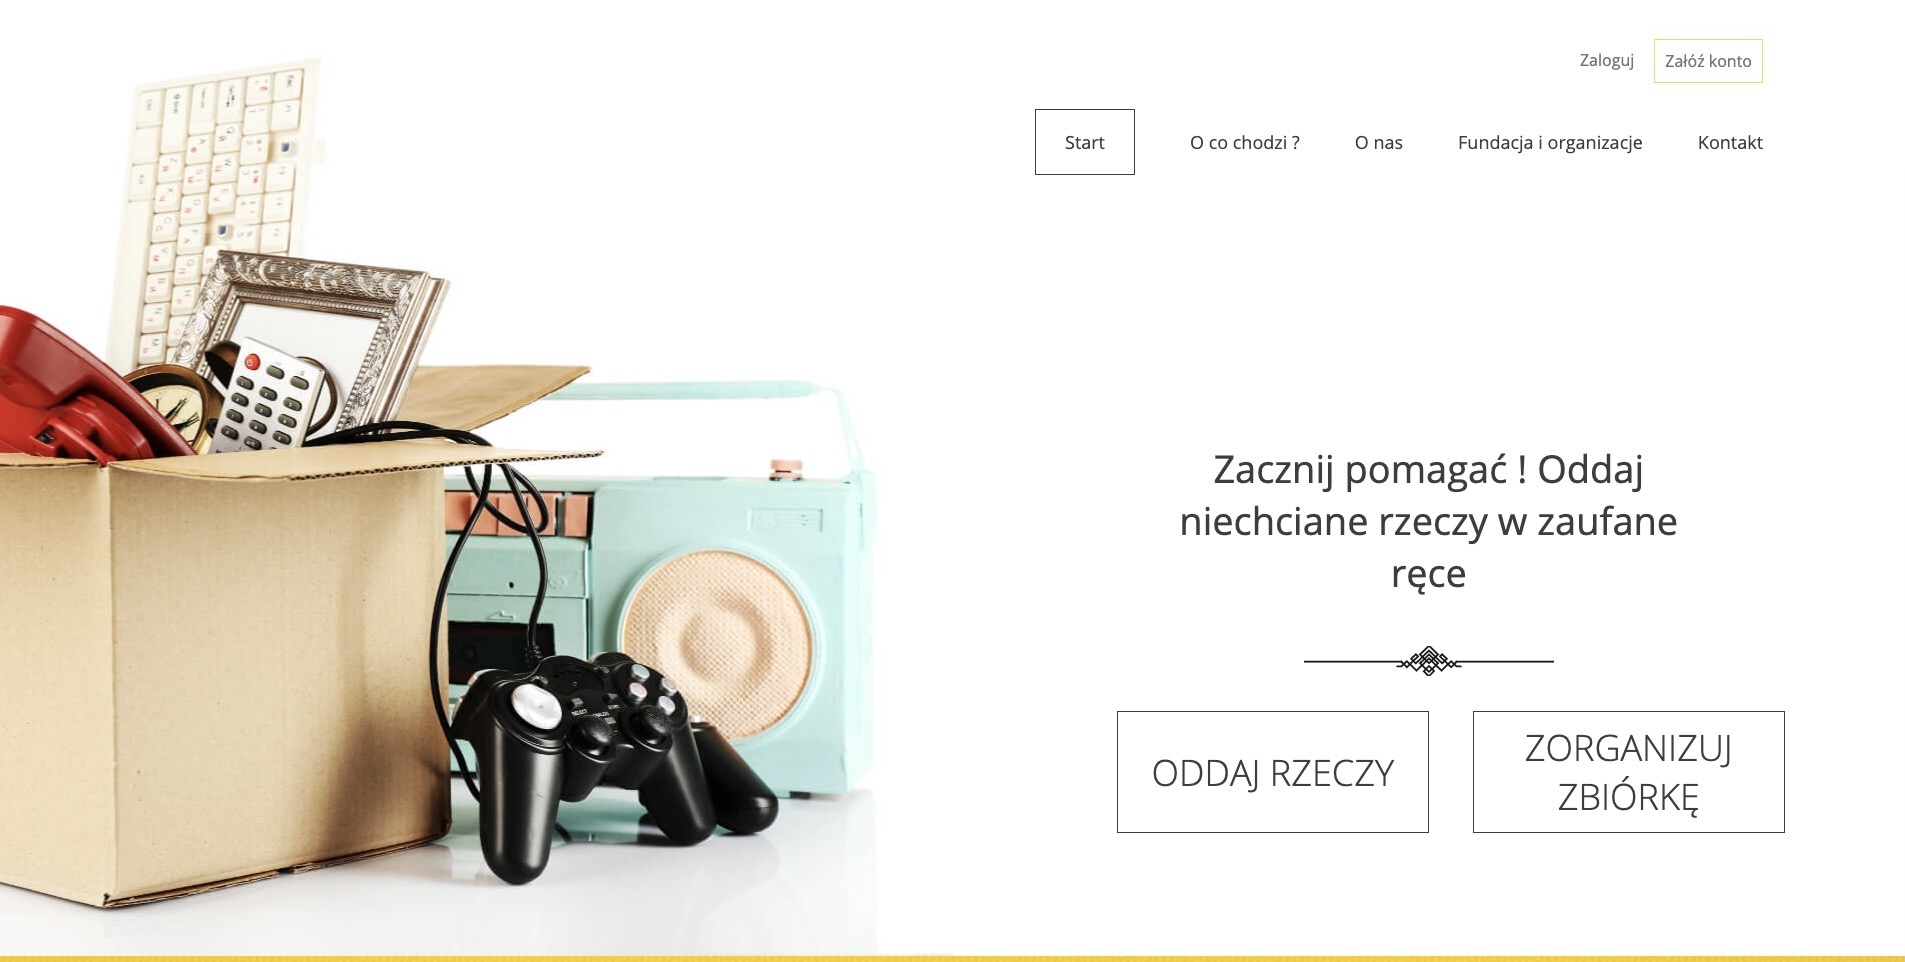 Zaloguj
Załóź konto
Start
O co chodzi ?
O nas
Fundacja i organizacje
Kontakt
Zacznij pomagać ! Oddaj
niechciane rzeczy w zaufane
ręce
ODDAJ RZECZY
ZORGANIZUJ
ZBIÓRKĘ